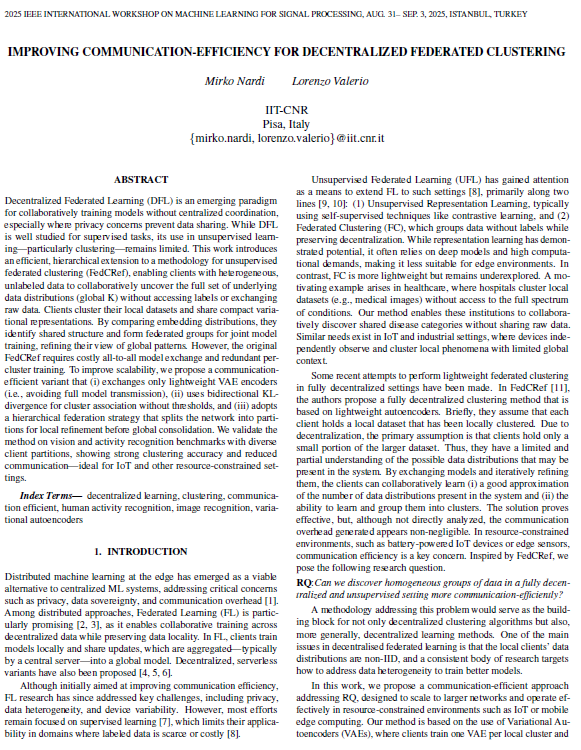 2025 IEEE INTERNATIONAL WORKSHOP ON MACHINE LEARNING FOR SIGNAL PROCESSING, AUG. 31– SEP. 3, 2025, ISTANBUL, TURKEY
IMPROVING COMMUNICATION-EFFICIENCY FOR DECENTRALIZED FEDERATED CLUSTERING
Mirko Nardi Lorenzo Valerio
IIT-CNR
Pisa, Italy
{mirko.nardi, lorenzo.valerio}@iit.cnr.it
ABSTRACT
Decentralized Federated Learning (DFL) is an emerging paradigm
for collaboratively training models without centralized coordination,
especially where privacy concerns prevent data sharing. While DFL
is well studied for supervised tasks, its use in unsupervised learn-
ing—particularly clustering—remains limited. This work introduces
an efficient, hierarchical extension to a methodology for unsupervised
federated clustering (FedCRef), enabling clients with heterogeneous,
unlabeled data to collaboratively uncover the full set of underlying
data distributions (global K) without accessing labels or exchanging
raw data. Clients cluster their local datasets and share compact varia-
tional representations. By comparing embedding distributions, they
identify shared structure and form federated groups for joint model
training, refining their view of global patterns. However, the original
FedCRef requires costly all-to-all model exchange and redundant per-
cluster training. To improve scalability, we propose a communication-
efficient variant that (i) exchanges only lightweight VAE encoders
(i.e., avoiding full model transmission), (ii) uses bidirectional KL-
divergence for cluster association without thresholds, and (iii) adopts
a hierarchical federation strategy that splits the network into parti-
tions for local refinement before global consolidation. We validate the
method on vision and activity recognition benchmarks with diverse
client partitions, showing strong clustering accuracy and reduced
communication—ideal for IoT and other resource-constrained set-
tings.
Index Terms— decentralized learning, clustering, communica-
tion efficient, human activity recognition, image recognition, varia-
tional autoencoders
1. INTRODUCTION
Distributed machine learning at the edge has emerged as a viable
alternative to centralized ML systems, addressing critical concerns
such as privacy, data sovereignty, and communication overhead [1].
Among distributed approaches, Federated Learning (FL) is partic-
ularly promising [2, 3], as it enables collaborative training across
decentralized data while preserving data locality. In FL, clients train
models locally and share updates, which are aggregated—typically
by a central server—into a global model. Decentralized, serverless
variants have also been proposed [4, 5, 6].
Although initially aimed at improving communication efficiency,
FL research has since addressed key challenges, including privacy,
data heterogeneity, and device variability. However, most efforts
remain focused on supervised learning [7], which limits their applica-
bility in domains where labeled data is scarce or costly [8].
Unsupervised Federated Learning (UFL) has gained attention
as a means to extend FL to such settings [8], primarily along two
lines [9, 10]: (1) Unsupervised Representation Learning, typically
using self-supervised techniques like contrastive learning, and (2)
Federated Clustering (FC), which groups data without labels while
preserving decentralization. While representation learning has demon-
strated potential, it often relies on deep models and high computa-
tional demands, making it less suitable for edge environments. In
contrast, FC is more lightweight but remains underexplored. A mo-
tivating example arises in healthcare, where hospitals cluster local
datasets (e.g., medical images) without access to the full spectrum
of conditions. Our method enables these institutions to collabora-
tively discover shared disease categories without sharing raw data.
Similar needs exist in IoT and industrial settings, where devices inde-
pendently observe and cluster local phenomena with limited global
context.
Some recent attempts to perform lightweight federated clustering
in fully decentralized settings have been made. In FedCRef [11],
the authors propose a fully decentralized clustering method that is
based on lightweight autoencoders. Briefly, they assume that each
client holds a local dataset that has been locally clustered. Due to
decentralization, the primary assumption is that clients hold only a
small portion of the larger dataset. Thus, they have a limited and
partial understanding of the possible data distributions that may be
present in the system. By exchanging models and iteratively refining
them, the clients can collaboratively learn (i) a good approximation
of the number of data distributions present in the system and (ii) the
ability to learn and group them into clusters. The solution proves
effective, but, although not directly analyzed, the communication
overhead generated appears non-negligible. In resource-constrained
environments, such as battery-powered IoT devices or edge sensors,
communication efficiency is a key concern. Inspired by FedCRef, we
pose the following research question.
RQ:Can we discover homogeneous groups of data in a fully decen-
tralized and unsupervised setting more communication-efficiently?
A methodology addressing this problem would serve as the build-
ing block for not only decentralized clustering algorithms but also,
more generally, decentralized learning methods. One of the main
issues in decentralised federated learning is that the local clients' data
distributions are non-IID, and a consistent body of research targets
how to address data heterogeneity to train better models.
In this work, we propose a communication-efficient approach
addressing RQ, designed to scale to larger networks and operate ef-
fectively in resource-constrained environments such as IoT or mobile
edge computing. Our method is based on the use of Variational Au-
toencoders (VAEs), where clients train one VAE per local cluster and